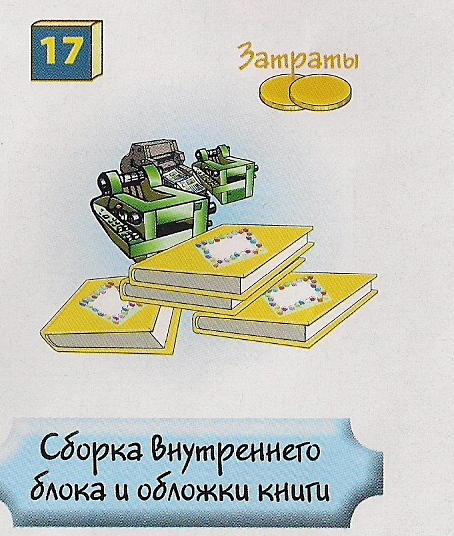 17
Затраты
Сборка внутреннего
блока и обложки книги